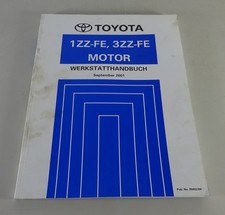 TOYOTA
1ZZ-FE, 3ZZ-FE
MOTOR
WERKSTATTHANDBUCH
September 2001